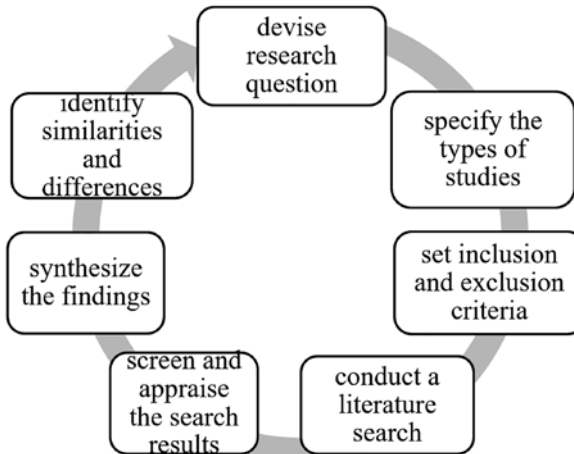 devise
research
question
specify the
types of
studies
set inclusion
and exclusion
criteria
conduct a
literature
search
screen and
appraise
the search
results
synthesize
the findings
identify
similarities
and
differences